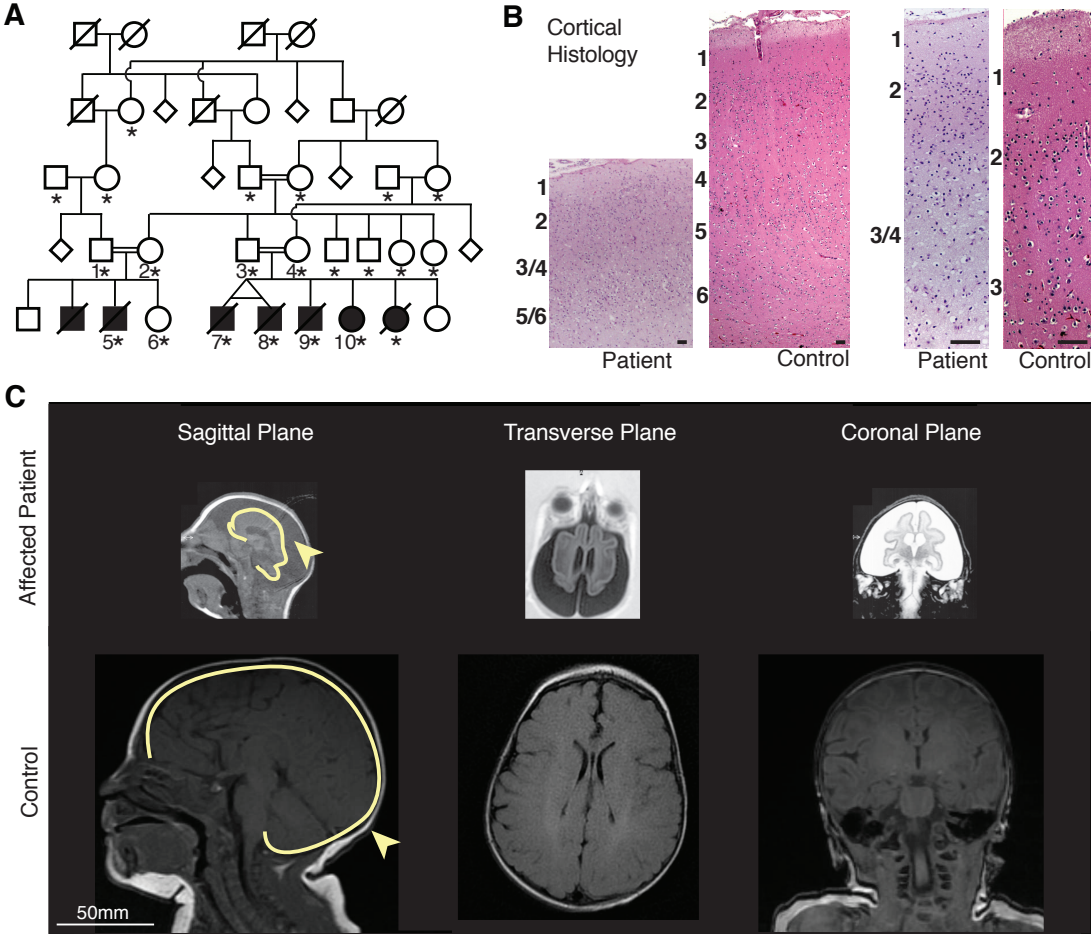 A
*
* * * * * *
1* 2* 3* 4* * * * *
5* 6* 7* 8* 9* 10* *
B
Cortical
Histology
1
2
3/4
5/6
Patient
1
2
3
4
5
6
Control
1
2
3/4
Patient
1
2
3
Control
C
Sagittal Plane
Transverse Plane
Coronal Plane
Affected Patient
Control
50mm